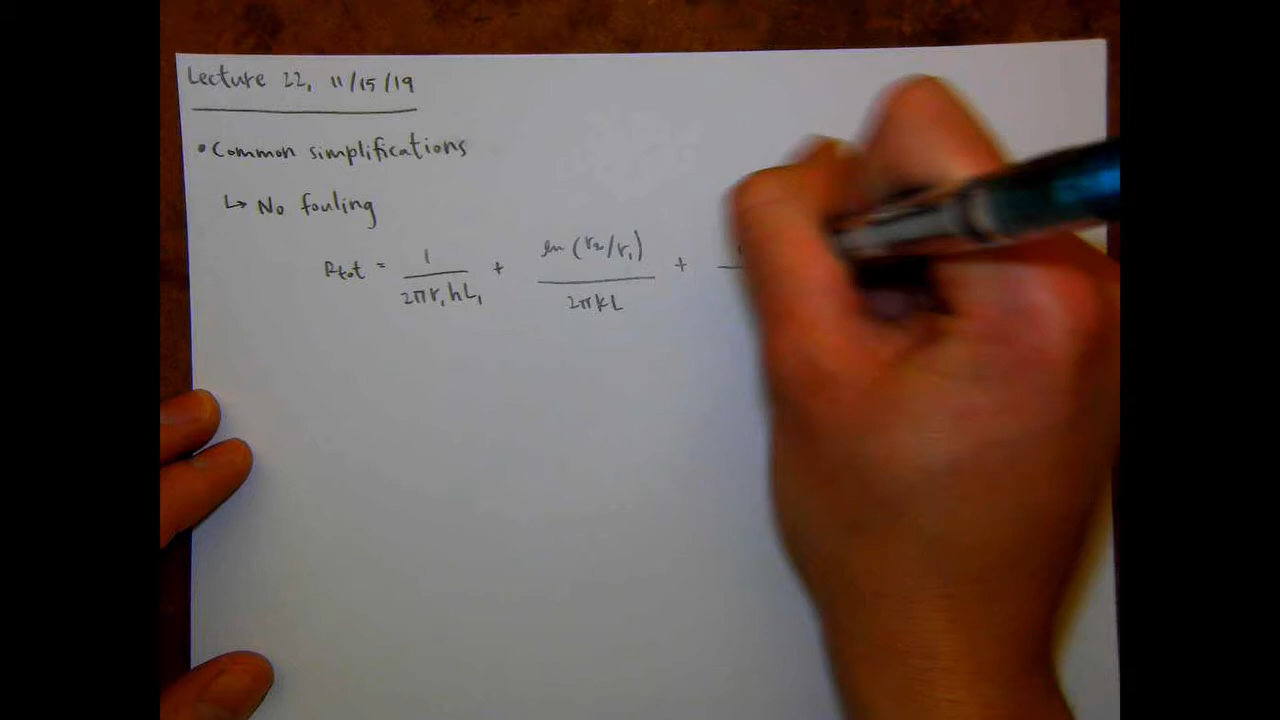 Lecture 22, 11/15/19
• Common simplifications
↳ No fouling
Rtot = 1 / 2πr₁hL₁ + ln (r₂/r₁) / 2πkL +